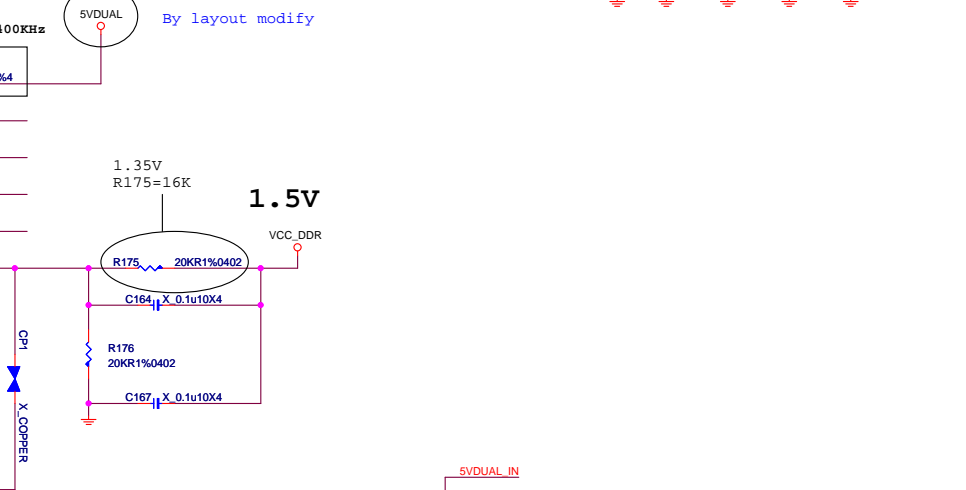 5VDUAL
By layout modify
400KHz
%4
1.35V
R175=16K
1.5V
VCC_DDR
R175
20KR1%0402
C164
X_0.1u10X4
CP1
R176
20KR1%0402
C167
X_0.1u10X4
X_COPPER
5VDUAL_IN